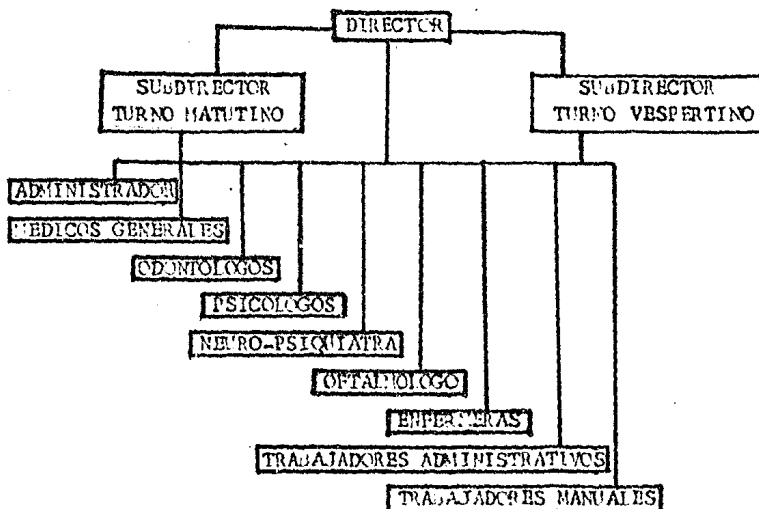 DIRECTOR
SUBDIRECTOR
TURNO MATUTINO
SUBDIRECTOR
TURNO VESPERTINO
ADMINISTRADOR
MEDICOS GENERALES
ODONTOLOGOS
PSICOLOGOS
NEURO-PSIQUIATRA
OFTALMOLOGO
ENFERMERAS
TRABAJADORES ADMINISTRATIVOS
TRABAJADORES MANUALES